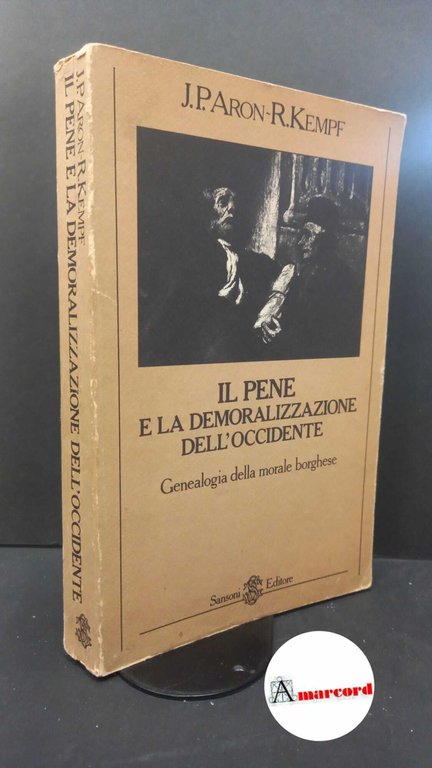 J.P. ARON-R. KEMPF
IL PENE E LA DEMORALIZZAZIONE DELL'OCCIDENTE
J.P. ARON-R. KEMPF
IL PENE
E LA DEMORALIZZAZIONE
DELL'OCCIDENTE
Genealogia della morale borghese
Sansoni Editore
Amarcord